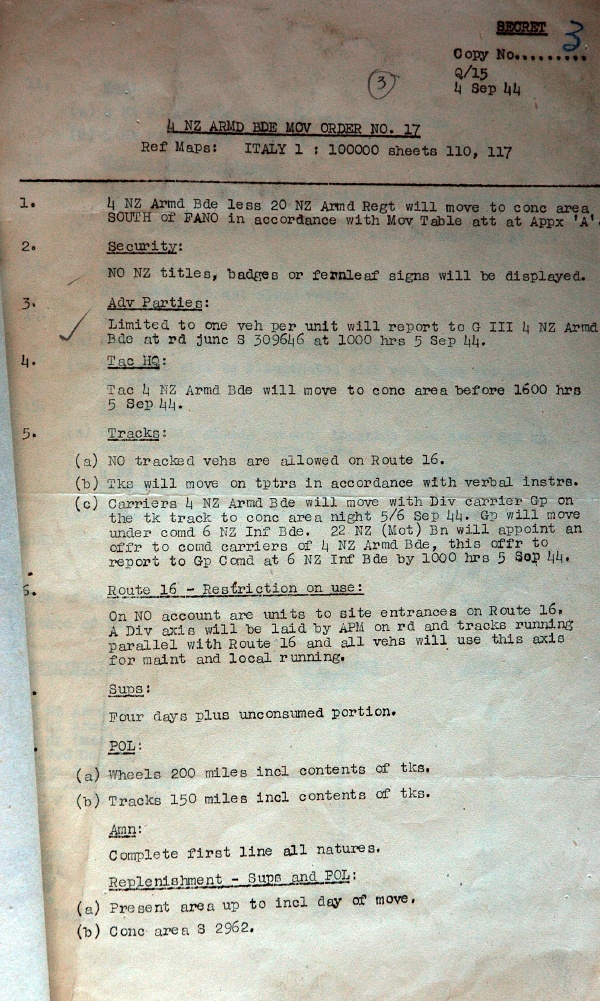 SECRET
3
Copy No.........
Q/15
4 Sep 44
3
4 NZ ARMD BDE MOV ORDER NO. 17
Ref Maps: ITALY 1 : 100000 sheets 110, 117
1. 4 NZ Armd Bde less 20 NZ Armd Regt will move to conc area
SOUTH of FANO in accordance with Mov Table att at Appx 'A'.
2. Security:
NO NZ titles, badges or fernleaf signs will be displayed.
3. Adv Parties:
Limited to one veh per unit will report to G III 4 NZ Armd
Bde at rd junc S 309646 at 1000 hrs 5 Sep 44.
4. Tac HQ:
Tac 4 NZ Armd Bde will move to conc area before 1600 hrs
5 Sep 44.
5. Tracks:
(a) NO tracked vehs are allowed on Route 16.
(b) Tks will move on tptrs in accordance with verbal instrs.
(c) Carriers 4 NZ Armd Bde will move with Div carrier Gp on
the tk track to conc area night 5/6 Sep 44. Gp will move
under comd 6 NZ Inf Bde. 22 NZ (Mot) Bn will appoint an
offr to comd carriers of 4 NZ Armd Bde, this offr to
report to Gp Comd at 6 NZ Inf Bde by 1000 hrs 5 Sep 44.
6. Route 16 - Restriction on use:
On NO account are units to site entrances on Route 16.
A Div axis will be laid by APM on rd and tracks running
parallel with Route 16 and all vehs will use this axis
for maint and local running.
Sups:
Four days plus unconsumed portion.
POL:
(a) Wheels 200 miles incl contents of tks.
(b) Tracks 150 miles incl contents of tks.
Amn:
Complete first line all natures.
Replenishment - Sups and POL:
(a) Present area up to incl day of move.
(b) Conc area S 2962.